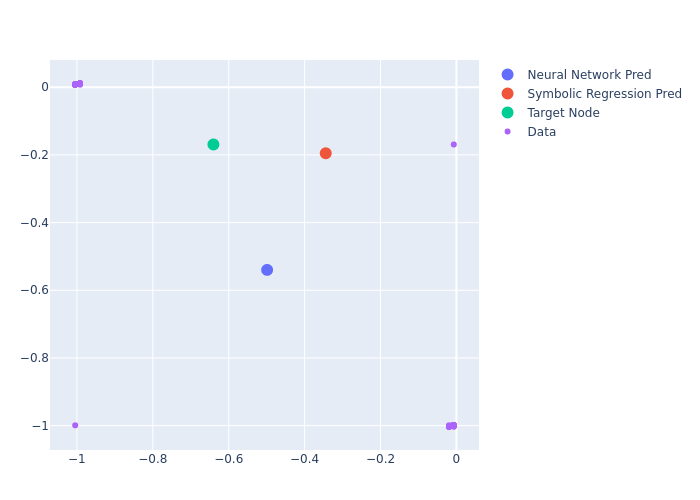 Neural Network Pred
Symbolic Regression Pred
Target Node
Data
0
−0.2
−0.4
−0.6
−0.8
−1
−1 −0.8 −0.6 −0.4 −0.2 0